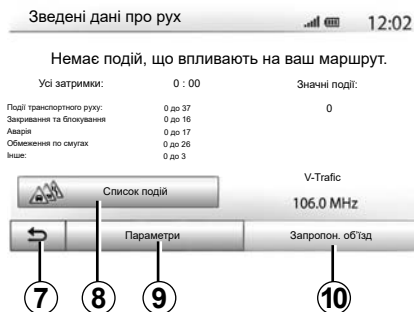 Зведені дані про рух 12:02
Немає подій, що впливають на ваш маршрут.
Усі затримки: 0 : 00 Значні події:
Події транспортного руху: 0 до 37 0
Закривання та блокування 0 до 16
Аварія 0 до 17
Обмеження по смугах 0 до 26
Інше: 0 до 3
Список подій V-Trafic
106.0 MHz
Параметри Запропон. об'їзд
7 8 9 10